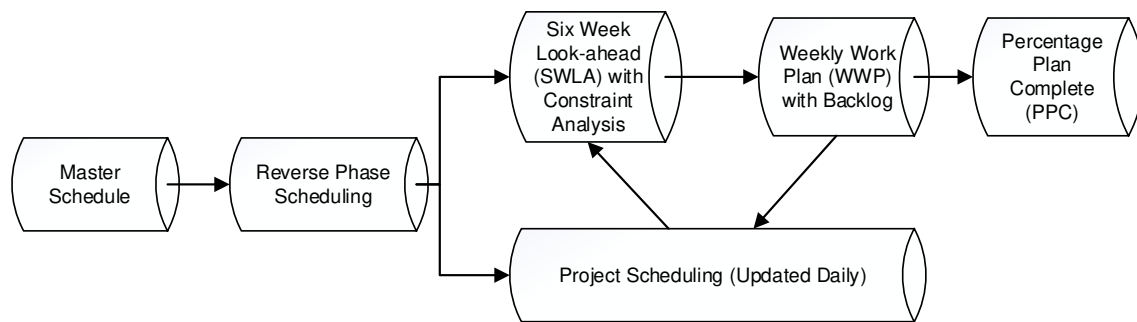 Master
Schedule
Reverse Phase
Scheduling
Six Week
Look-ahead
(SWLA) with
Constraint
Analysis
Weekly Work
Plan (WWP)
with Backlog
Percentage
Plan
Complete
(PPC)
Project Scheduling (Updated Daily)